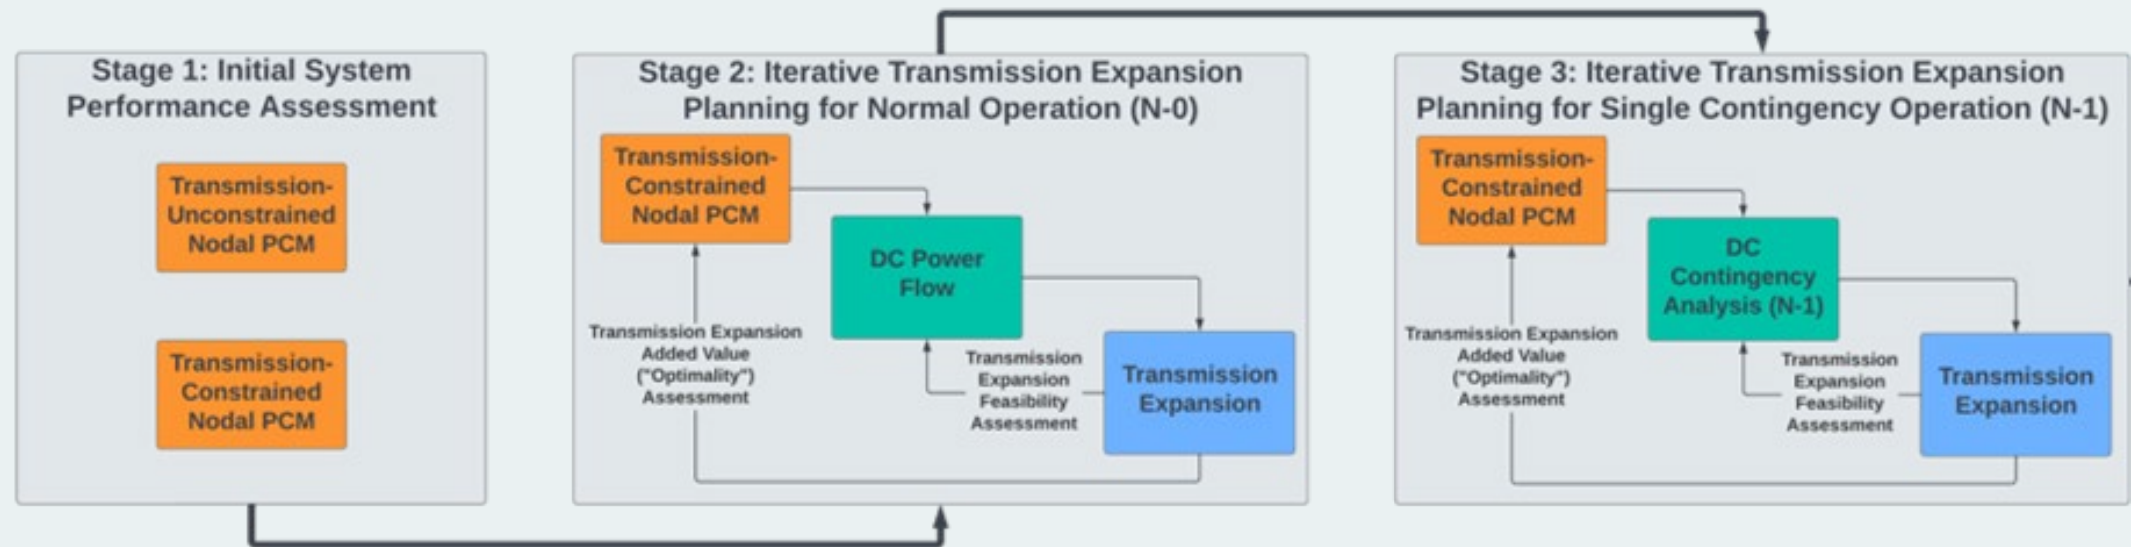 Stage 1: Initial System
Performance Assessment
Transmission-
Unconstrained
Nodal PCM
Transmission-
Constrained
Nodal PCM
Stage 2: Iterative Transmission Expansion
Planning for Normal Operation (N-0)
Transmission-
Constrained
Nodal PCM
DC Power
Flow
Transmission Expansion
Added Value
("Optimality")
Assessment
Transmission
Expansion
Feasibility
Assessment
Transmission
Expansion
Stage 3: Iterative Transmission Expansion
Planning for Single Contingency Operation (N-1)
Transmission-
Constrained
Nodal PCM
DC
Contingency
Analysis (N-1)
Transmission Expansion
Added Value
("Optimality")
Assessment
Transmission
Expansion
Feasibility
Assessment
Transmission
Expansion